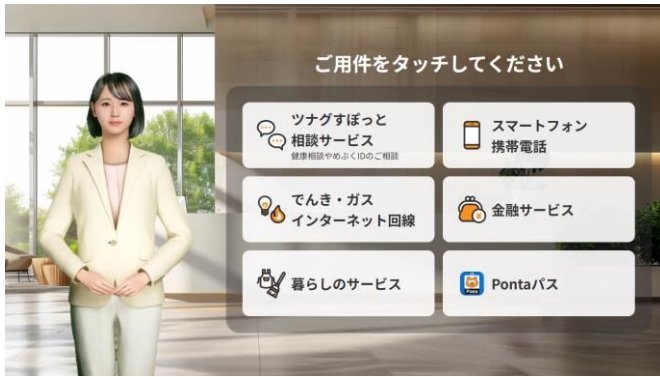 ご用件をタッチしてください
ツナグすぽっと
相談サービス
健康相談やめぶくIDのご相談
スマートフォン
携帯電話
でんき・ガス
インターネット回線
金融サービス
暮らしのサービス
Pontaパス